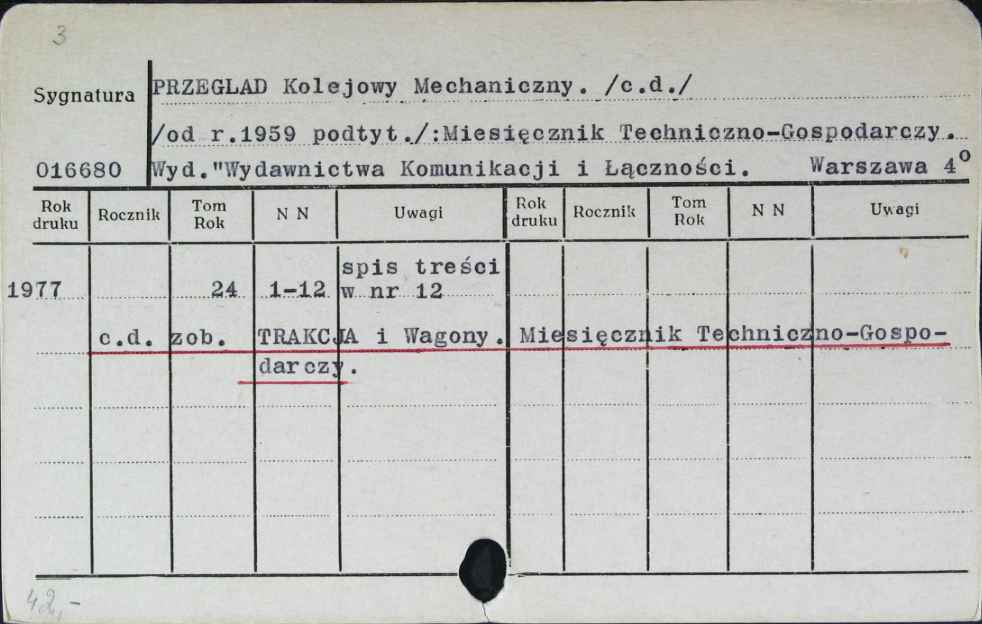 3
Sygnatura PRZEGLAD Kolejowy Mechaniczny. /c.d./
/od r.1959 podtyt./:Miesięcznik Techniczno-Gospodarczy.
016680 Wyd."Wydawnictwa Komunikacji i Łączności. Warszawa 4º
Rok druku Rocznik Tom Rok N N Uwagi Rok druku Rocznik Tom Rok N N Uwagi
spis treści
1977 24 1-12 w nr 12
c.d. zob. TRAKCJA i Wagony. Miesięcznik Techniczno-Gospo-
darczy.
42,-